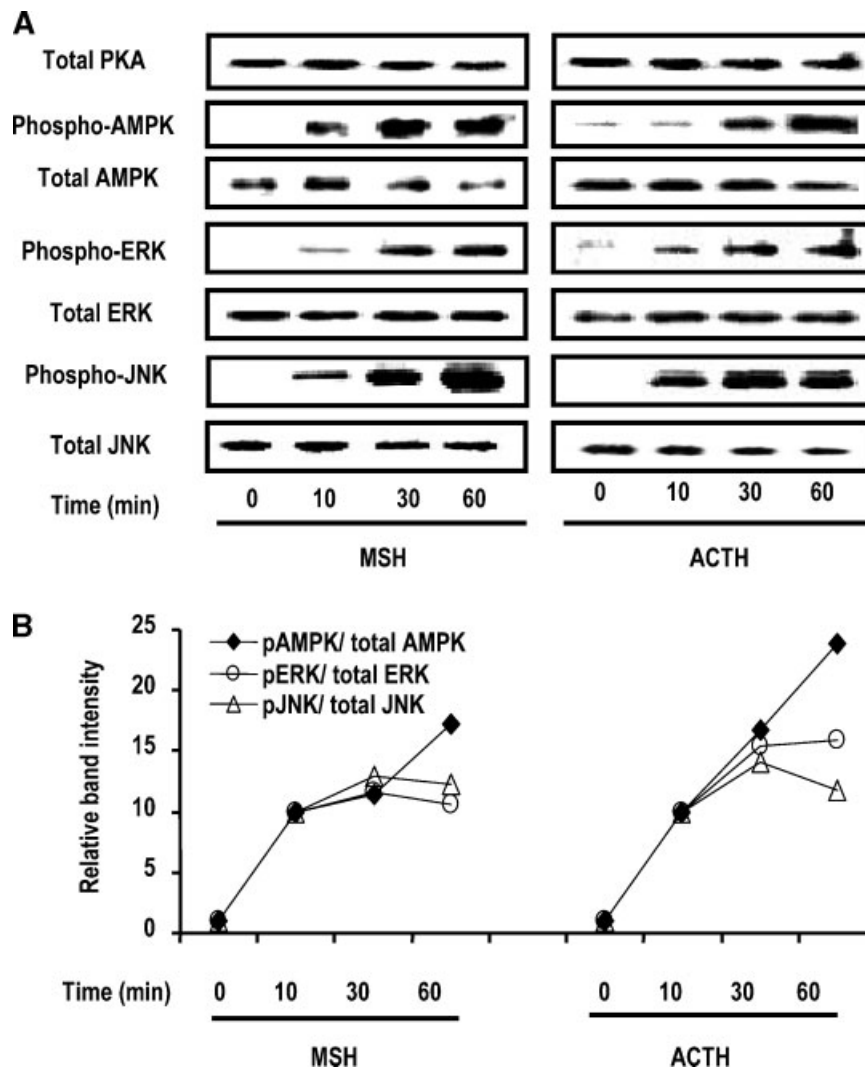 A
Total PKA
Phospho-AMPK
Total AMPK
Phospho-ERK
Total ERK
Phospho-JNK
Total JNK
Time (min) 0 10 30 60 0 10 30 60
MSH ACTH
B
Relative band intensity
25
20
15
10
5
0
pAMPK/ total AMPK
pERK/ total ERK
pJNK/ total JNK
Time (min) 0 10 30 60 0 10 30 60
MSH ACTH